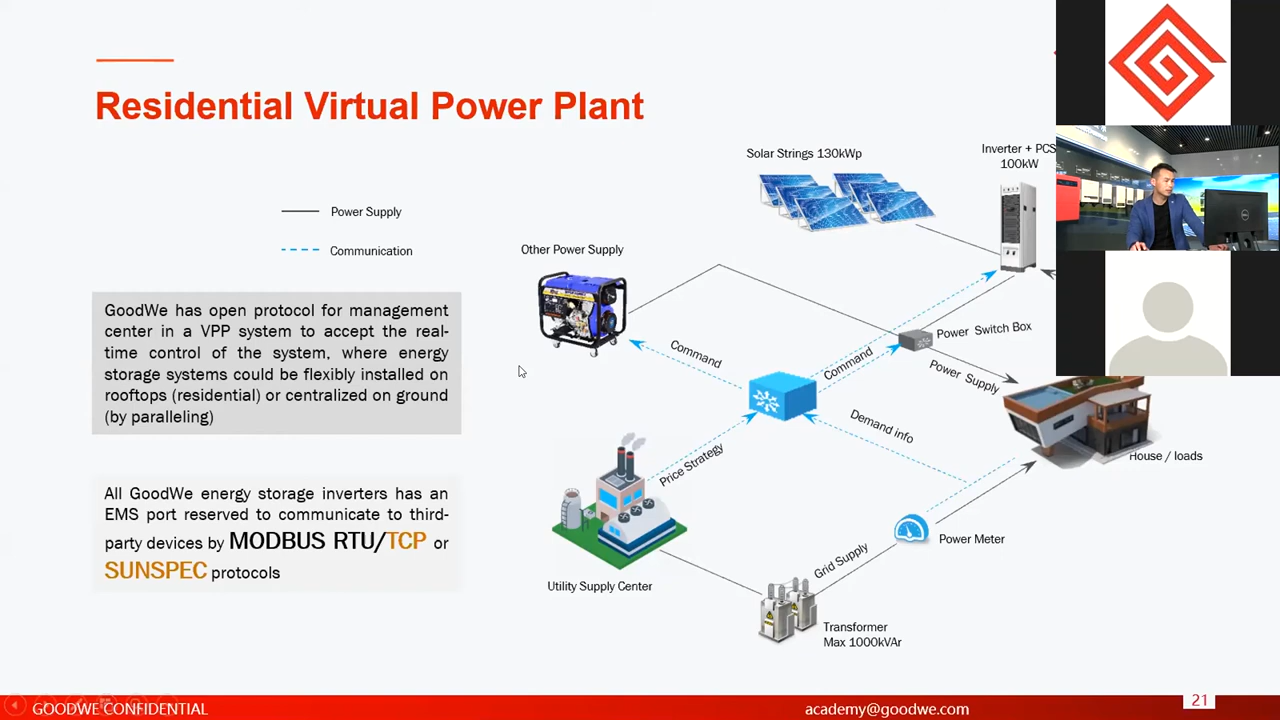 Residential Virtual Power Plant
Power Supply
Communication
GoodWe has open protocol for management
center in a VPP system to accept the real-
time control of the system, where energy
storage systems could be flexibly installed on
rooftops (residential) or centralized on ground
(by paralleling)
All GoodWe energy storage inverters has an
EMS port reserved to communicate to third-
party devices by MODBUS RTU/TCP or
SUNSPEC protocols
Solar Strings 130kWp
Inverter + PCS
100kW
Other Power Supply
Command
Command
Power Switch Box
Power Supply
Demand info
Price Strategy
House / loads
Utility Supply Center
Grid Supply
Power Meter
Transformer
Max 1000kVAr
GOODWE CONFIDENTIAL
academy@goodwe.com
21